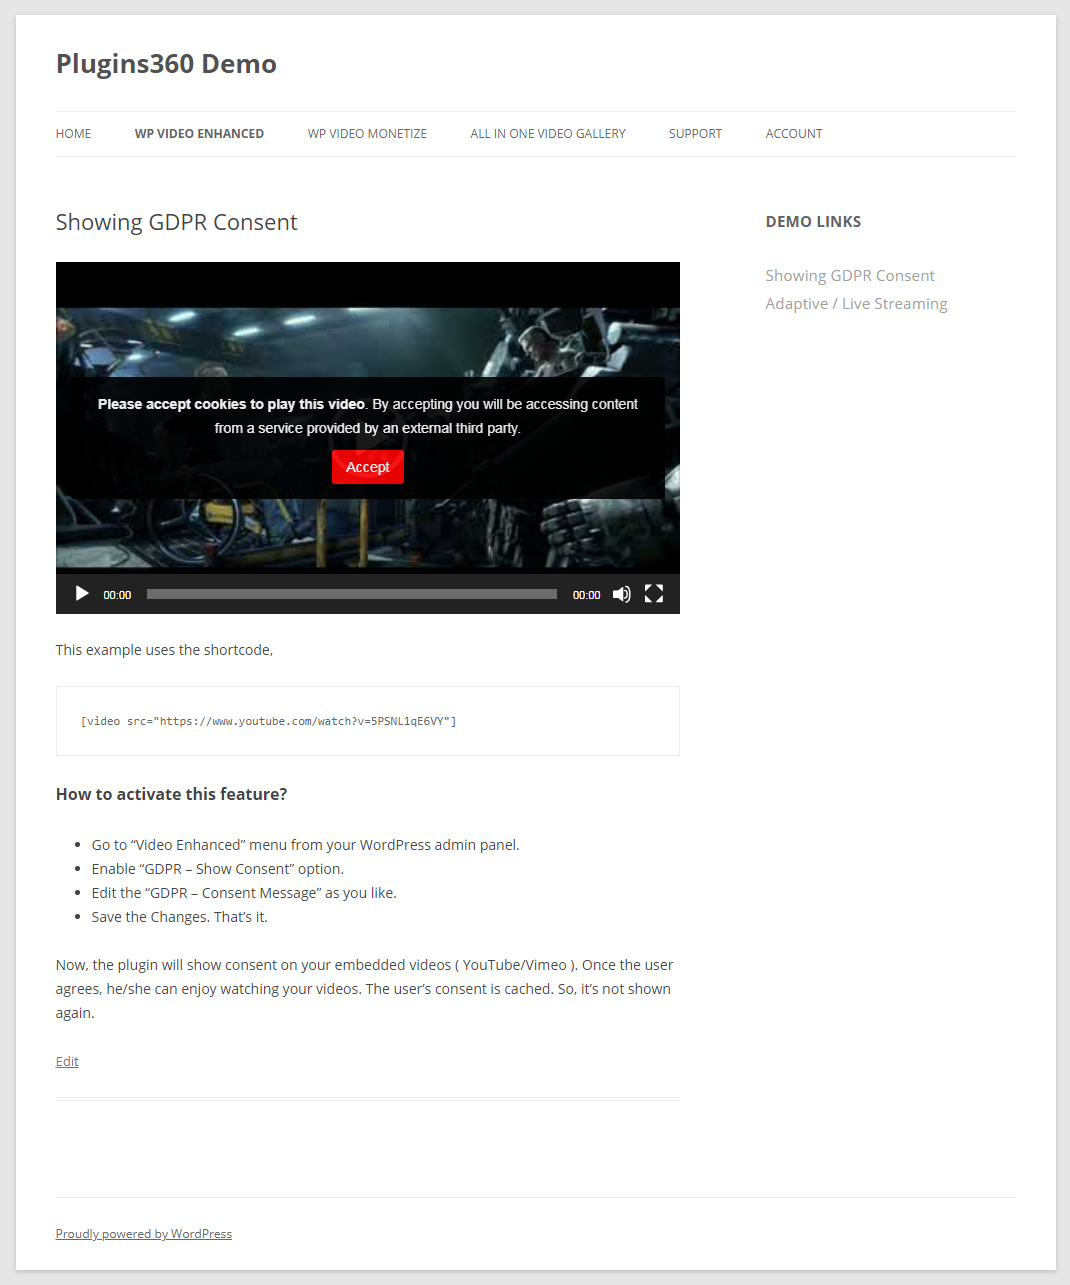 Plugins360 Demo
HOME WP VIDEO ENHANCED WP VIDEO MONETIZE ALL IN ONE VIDEO GALLERY SUPPORT ACCOUNT
Showing GDPR Consent
Please accept cookies to play this video. By accepting you will be accessing content
from a service provided by an external third party.
Accept
00:00 00:00
This example uses the shortcode,
[video src="https://www.youtube.com/watch?v=5PSNL1qE6VY"]
How to activate this feature?
• Go to “Video Enhanced” menu from your WordPress admin panel.
• Enable “GDPR – Show Consent” option.
• Edit the “GDPR – Consent Message” as you like.
• Save the Changes. That’s it.
Now, the plugin will show consent on your embedded videos ( YouTube/Vimeo ). Once the user
agrees, he/she can enjoy watching your videos. The user’s consent is cached. So, it’s not shown
again.
Edit
DEMO LINKS
Showing GDPR Consent
Adaptive / Live Streaming
Proudly powered by WordPress